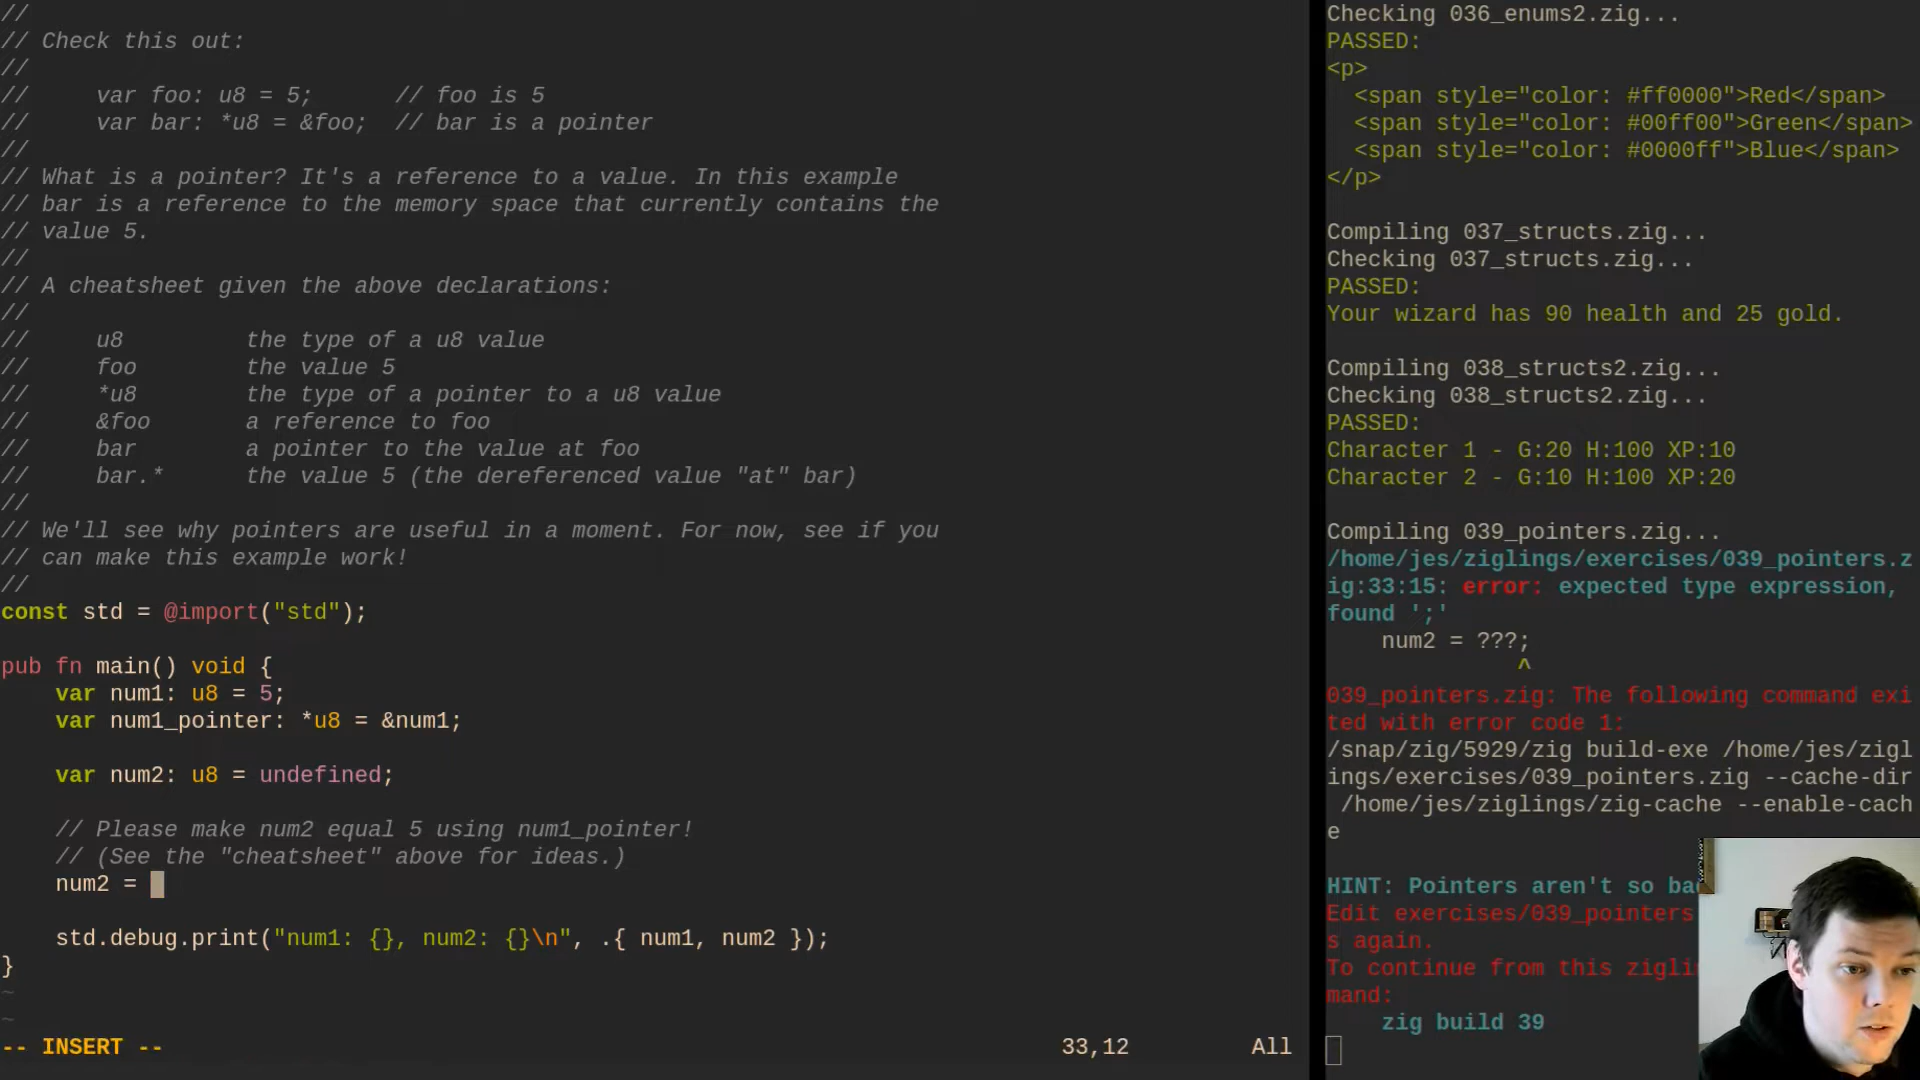 //
// Check this out:
//
//     var foo: u8 = 5;      // foo is 5
//     var bar: *u8 = &foo;  // bar is a pointer
//
// What is a pointer? It's a reference to a value. In this example
// bar is a reference to the memory space that currently contains the
// value 5.
//
// A cheatsheet given the above declarations:
//
//     u8         the type of a u8 value
//     foo        the value 5
//     *u8        the type of a pointer to a u8 value
//     &foo       a reference to foo
//     bar        a pointer to the value at foo
//     bar.*      the value 5 (the dereferenced value "at" bar)
//
// We'll see why pointers are useful in a moment. For now, see if you
// can make this example work!
//
const std = @import("std");
pub fn main() void {
    var num1: u8 = 5;
    var num1_pointer: *u8 = &num1;
    var num2: u8 = undefined;
    // Please make num2 equal 5 using num1_pointer!
    // (See the "cheatsheet" above for ideas.)
    num2 =
    std.debug.print("num1: {}, num2: {}\n", .{ num1, num2 });
}
~
~
-- INSERT --                33,12         All
Checking 036_enums2.zig...
PASSED:
<p>
  <span style="color: #ff0000">Red</span>
  <span style="color: #00ff00">Green</span>
  <span style="color: #0000ff">Blue</span>
</p>
Compiling 037_structs.zig...
Checking 037_structs.zig...
PASSED:
Your wizard has 90 health and 25 gold.
Compiling 038_structs2.zig...
Checking 038_structs2.zig...
PASSED:
Character 1 - G:20 H:100 XP:10
Character 2 - G:10 H:100 XP:20
Compiling 039_pointers.zig...
/home/jes/ziglings/exercises/039_pointers.z
ig:33:15: error: expected type expression,
found ';'
    num2 = ???;
              ^
039_pointers.zig: The following command exi
ted with error code 1:
/snap/zig/5929/zig build-exe /home/jes/zigl
ings/exercises/039_pointers.zig --cache-dir
 /home/jes/ziglings/zig-cache --enable-cach
e
HINT: Pointers aren't so
Edit exercises/039_pointers
s again.
To continue from this
mand:
    zig build 39